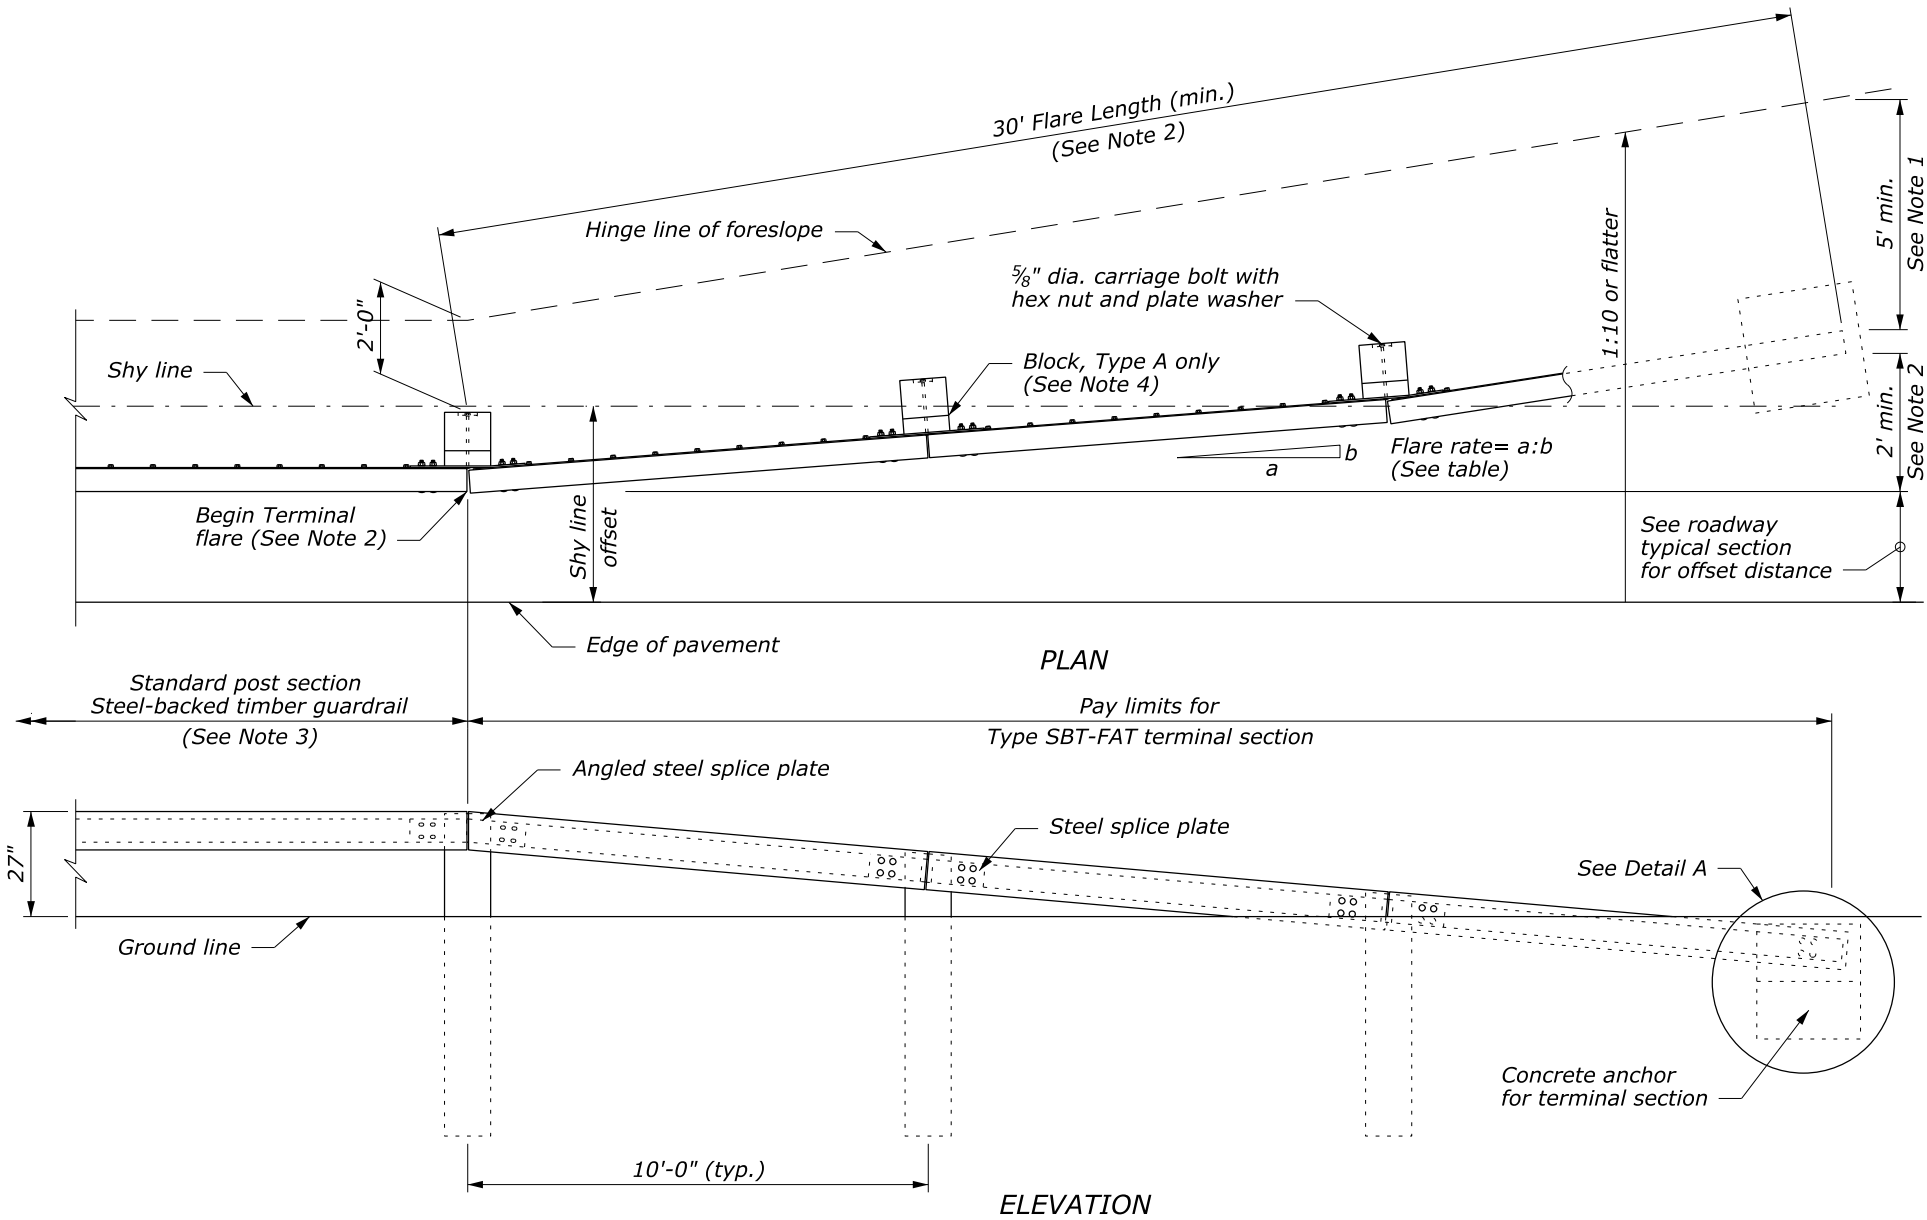 30' Flare Length (min.)
(See Note 2)
Hinge line of foreslope
5' min.
See Note 1
⅝" dia. carriage bolt with
hex nut and plate washer
1:10 or flatter
2'-0"
Shy line
Block, Type A only
(See Note 4)
2' min.
See Note 2
b
a
Flare rate= a:b
(See table)
Begin Terminal
flare (See Note 2)
Shy line
offset
See roadway
typical section
for offset distance
Edge of pavement
PLAN
Standard post section
Steel-backed timber guardrail
(See Note 3)
Pay limits for
Type SBT-FAT terminal section
Angled steel splice plate
Steel splice plate
27"
See Detail A
Ground line
Concrete anchor
for terminal section
10'-0" (typ.)
ELEVATION